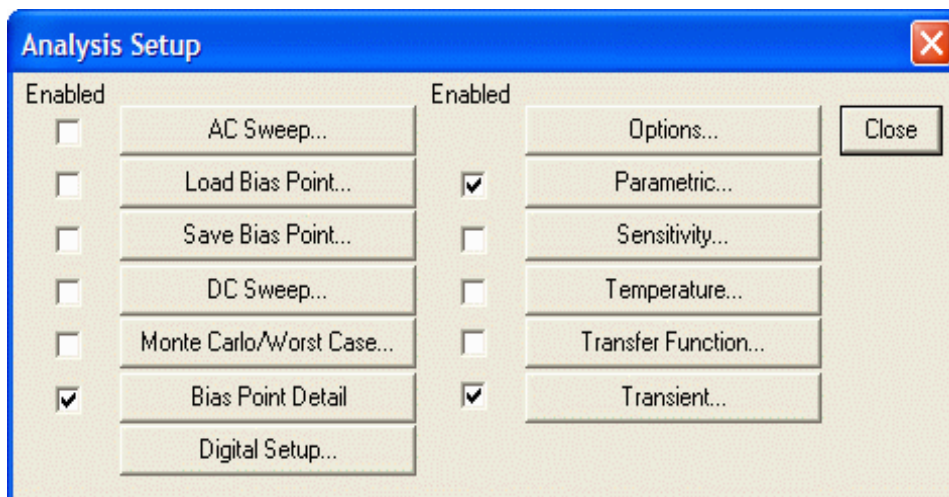 Analysis Setup
Enabled
Enabled
AC Sweep...
Options...
Close
Load Bias Point...
Parametric...
Save Bias Point...
Sensitivity...
DC Sweep...
Temperature...
Monte Carlo/Worst Case...
Transfer Function...
Bias Point Detail
Transient...
Digital Setup...